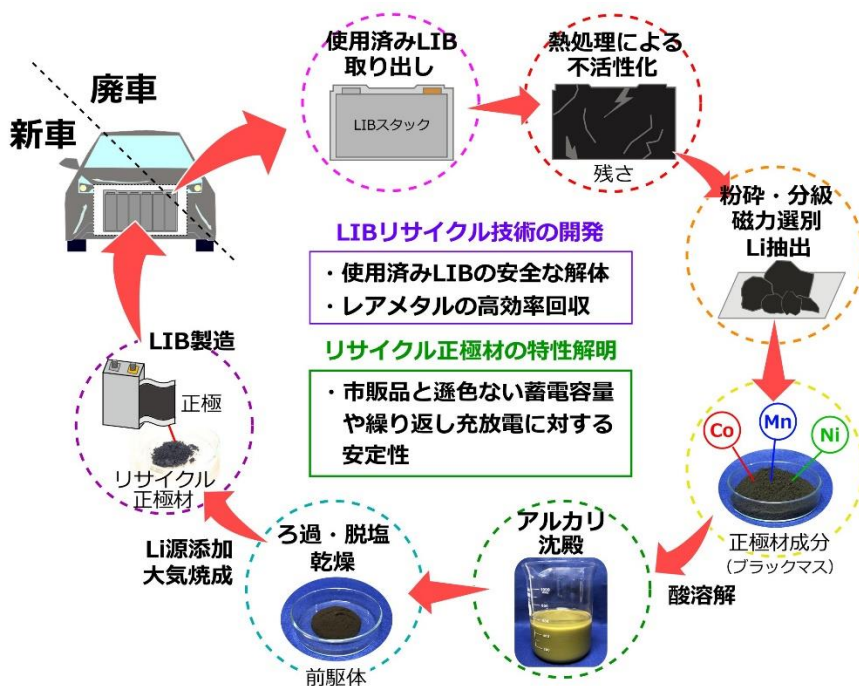 廃車
新車
使用済みLIB
取り出し
LIBスタック
熱処理による
不活性化
残さ
粉砕・分級
磁力選別
Li抽出
Co
Mn
Ni
正極材成分
（ブラックマス）
酸溶解
アルカリ
沈殿
ろ過・脱塩
乾燥
前駆体
Li源添加
大気焼成
LIB製造
正極
リサイクル
正極材
LIBリサイクル技術の開発
・使用済みLIBの安全な解体
・レアメタルの高効率回収
リサイクル正極材の特性解明
・市販品と遜色ない蓄電容量
や繰り返し充放電に対する
安定性